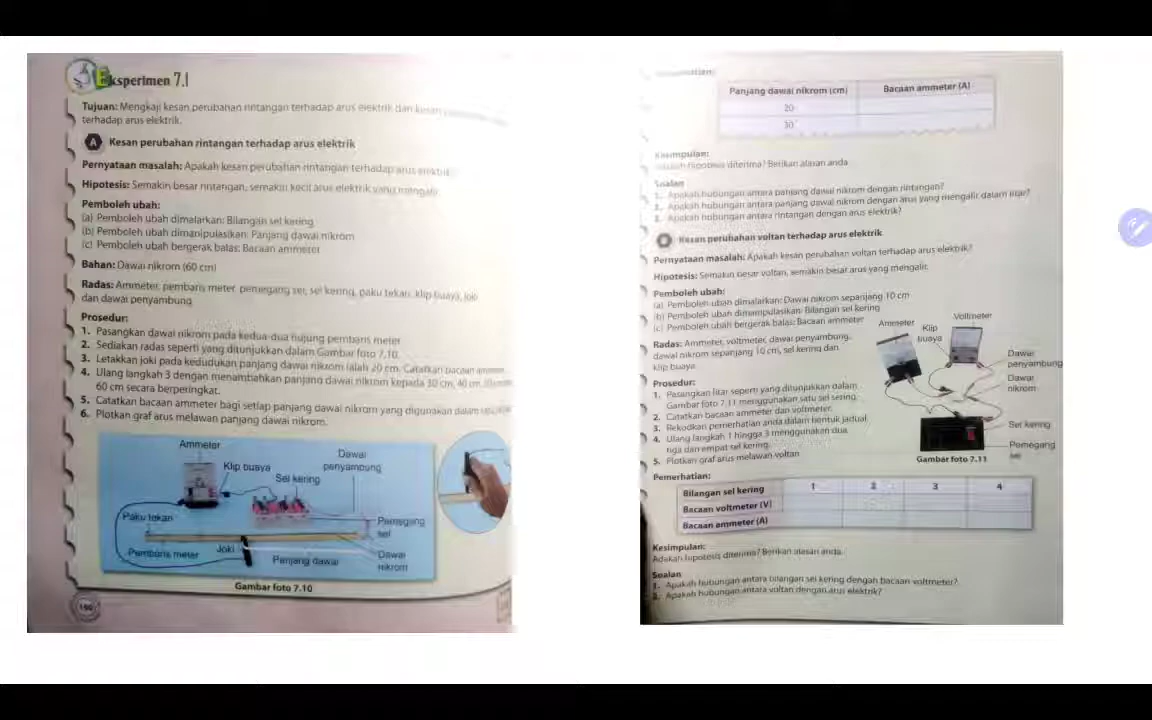 Eksperimen 7.1
Tujuan: Mengkaji kesan perubahan rintangan terhadap arus elektrik dan kesan
terhadap arus elektrik.
A Kesan perubahan rintangan terhadap arus elektrik
Pernyataan masalah: Apakah kesan perubahan rintangan terhadap arus elektrik?
Hipotesis: Semakin besar rintangan, semakin kecil arus elektrik yang mengalir.
Pemboleh ubah:
(a) Pemboleh ubah dimalarkan: Bilangan sel kering
(b) Pemboleh ubah dimanipulasikan: Panjang dawai nikrom
(c) Pemboleh ubah bergerak balas: Bacaan ammeter
Bahan: Dawai nikrom (60 cm)
Radas: Ammeter, pembaris meter, pemegang sel, sel kering, paku tekan, klip buaya, joki
dan dawai penyambung
Prosedur:
1. Pasangkan dawai nikrom pada kedua-dua hujung pembaris meter.
2. Sediakan radas seperti yang ditunjukkan dalam Gambar foto 7.10.
3. Letakkan joki pada kedudukan panjang dawai nikrom ialah 20 cm. Catatkan bacaan ammeter.
4. Ulang langkah 3 dengan menambahkan panjang dawai nikrom kepada 30 cm, 40 cm,
60 cm secara berperingkat.
5. Catatkan bacaan ammeter bagi setiap panjang dawai nikrom yang digunakan dalam
6. Plotkan graf arus melawan panjang dawai nikrom.
Ammeter
Klip buaya
Sel kering
Dawai
penyambung
Paku tekan
Pemegang
sel
Pembaris meter
Joki
Panjang dawai
Dawai
nikrom
Gambar foto 7.10
190
Panjang dawai nikrom (cm) Bacaan ammeter (A)
20
30
Kesimpulan:
Adakah hipotesis diterima? Berikan alasan anda.
Soalan
1. Apakah hubungan antara panjang dawai nikrom dengan rintangan?
2. Apakah hubungan antara panjang dawai nikrom dengan arus yang mengalir dalam litar?
3. Apakah hubungan antara rintangan dengan arus elektrik?
B Kesan perubahan voltan terhadap arus elektrik
Pernyataan masalah: Apakah kesan perubahan voltan terhadap arus elektrik?
Hipotesis: Semakin besar voltan, semakin besar arus yang mengalir.
Pemboleh ubah:
(a) Pemboleh ubah dimalarkan: Dawai nikrom sepanjang 10 cm
(b) Pemboleh ubah dimanipulasikan: Bilangan sel kering
(c) Pemboleh ubah bergerak balas: Bacaan ammeter
Radas: Ammeter, voltmeter, dawai penyambung,
dawai nikrom sepanjang 10 cm, sel kering dan
klip buaya
Prosedur:
1. Pasangkan litar seperti yang ditunjukkan dalam
Gambar foto 7.11 menggunakan satu sel kering.
2. Catatkan bacaan ammeter dan voltmeter.
3. Rekodkan pemerhatian anda dalam bentuk jadual.
4. Ulang langkah 1 hingga 3 menggunakan dua,
tiga dan empat sel kering.
5. Plotkan graf arus melawan voltan.
Ammeter
Klip
buaya
Voltmeter
Dawai
penyambung
Dawai
nikrom
Sel kering
Pemegang
sel
Gambar foto 7.11
Pemerhatian:
Bilangan sel kering 1 2 3 4
Bacaan voltmeter (V)
Bacaan ammeter (A)
Kesimpulan:
Adakah hipotesis diterima? Berikan alasan anda.
Soalan
1. Apakah hubungan antara bilangan sel kering dengan bacaan voltmeter?
2. Apakah hubungan antara voltan dengan arus elektrik?